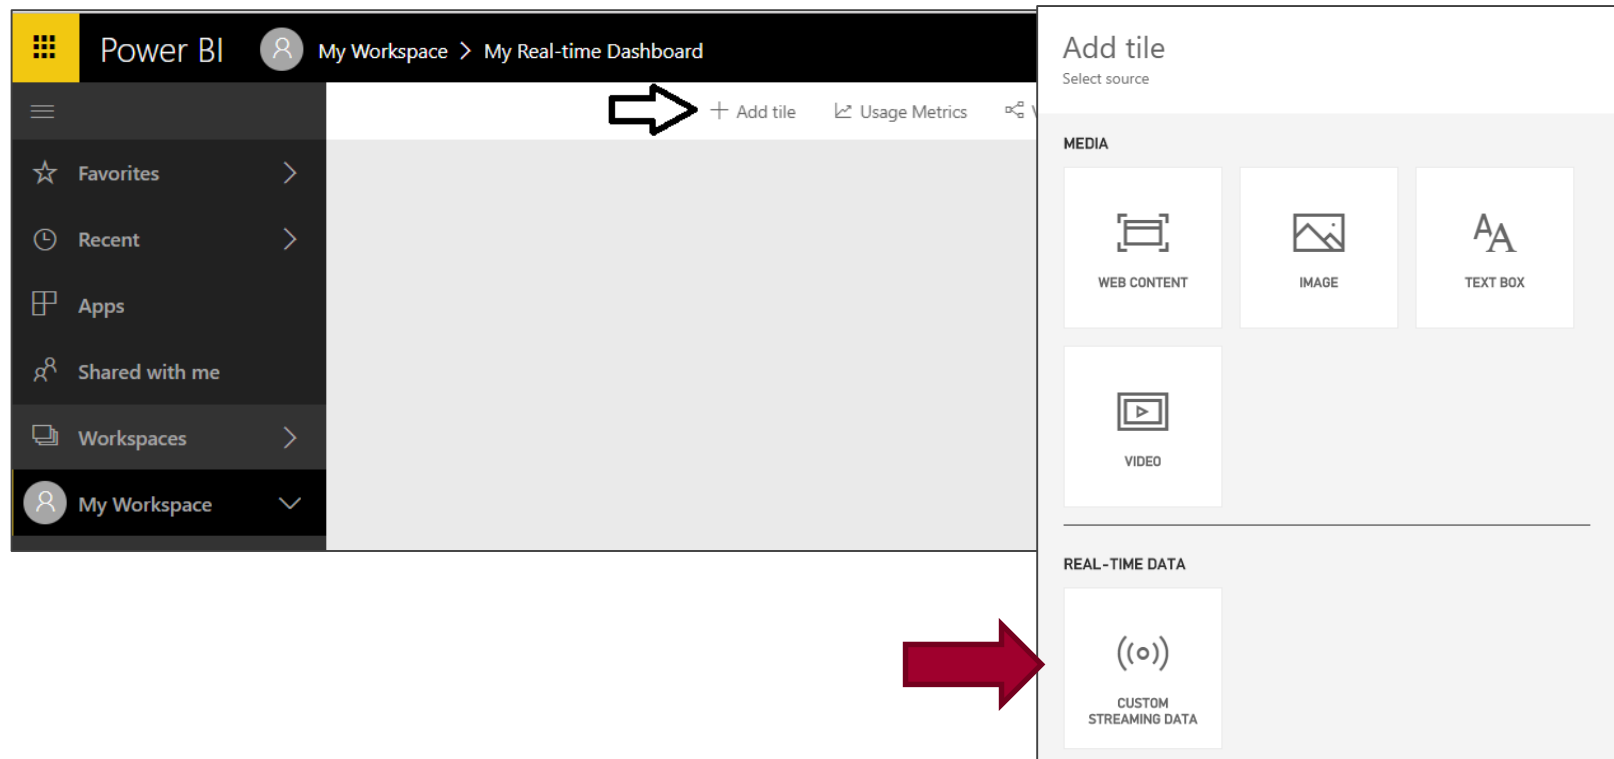 Power BI
My Workspace > My Real-time Dashboard
+ Add tile
Usage Metrics
Favorites
Recent
Apps
Shared with me
Workspaces
My Workspace
Add tile
Select source
MEDIA
WEB CONTENT
IMAGE
TEXT BOX
VIDEO
REAL-TIME DATA
CUSTOM
STREAMING DATA